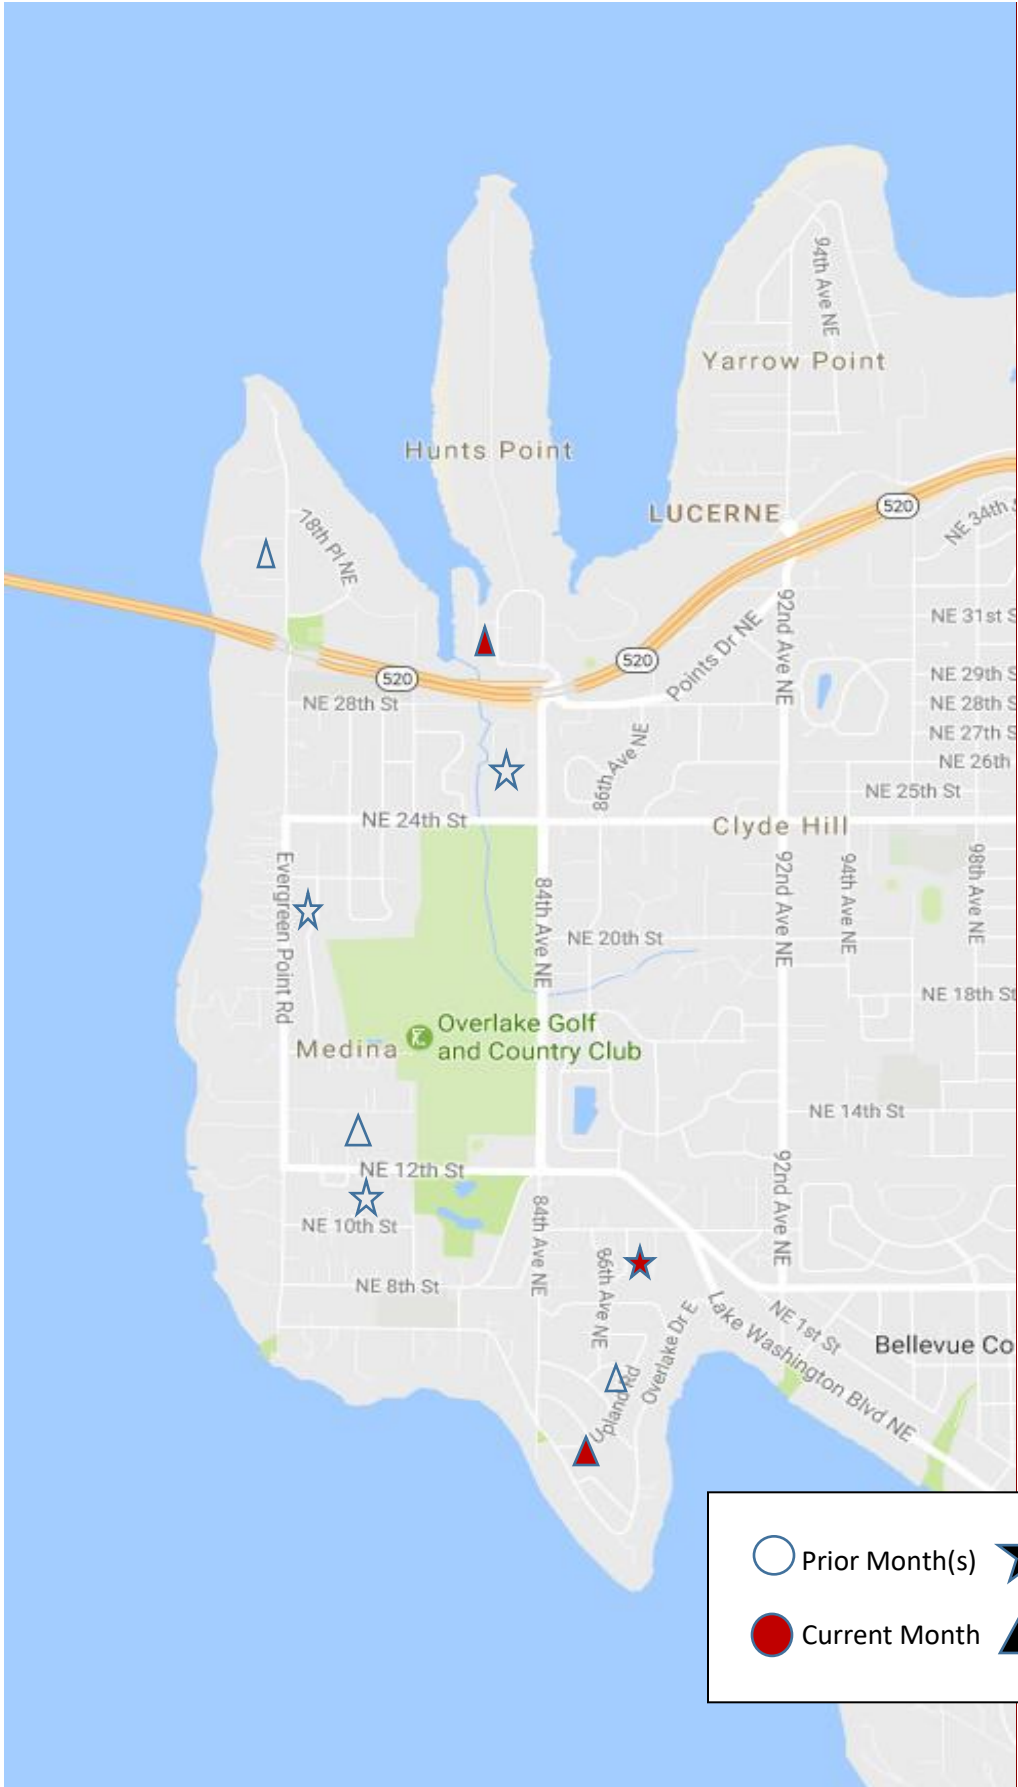 94th Ave NE
Yarrow Point
Hunts Point
LUCERNE
520
NE 34th
18th Pl NE
92nd Ave NE
NE 31st S
520
Points Dr NE
520
NE 29th S
NE 28th St
NE 28th S
NE 27th S
86th Ave NE
NE 26th
NE 25th St
NE 24th St
Clyde Hill
Evergreen Point Rd
84th Ave NE
92nd Ave NE
94th Ave NE
98th Ave NE
NE 20th St
NE 18th St
Overlake Golf
and Country Club
Medina
NE 14th St
NE 12th St
92nd Ave NE
84th Ave NE
NE 10th St
86th Ave NE
NE 8th St
Lake Washington Blvd NE
NE 1st St
Overlake Dr E
Bellevue Co
Upland Rd
Prior Month(s)
Current Month